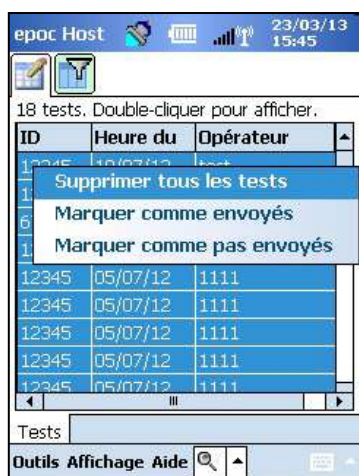 epoc Host 23/03/13 15:45
18 tests. Double-cliquer pour afficher.
ID Heure du Opérateur
12345 10/07/12 test
Supprimer tous les tests
Marquer comme envoyés
Marquer comme pas envoyés
12345 05/07/12 1111
12345 05/07/12 1111
12345 05/07/12 1111
12345 05/07/12 1111
12345 05/07/12 1111
Tests
Outils Affichage Aide